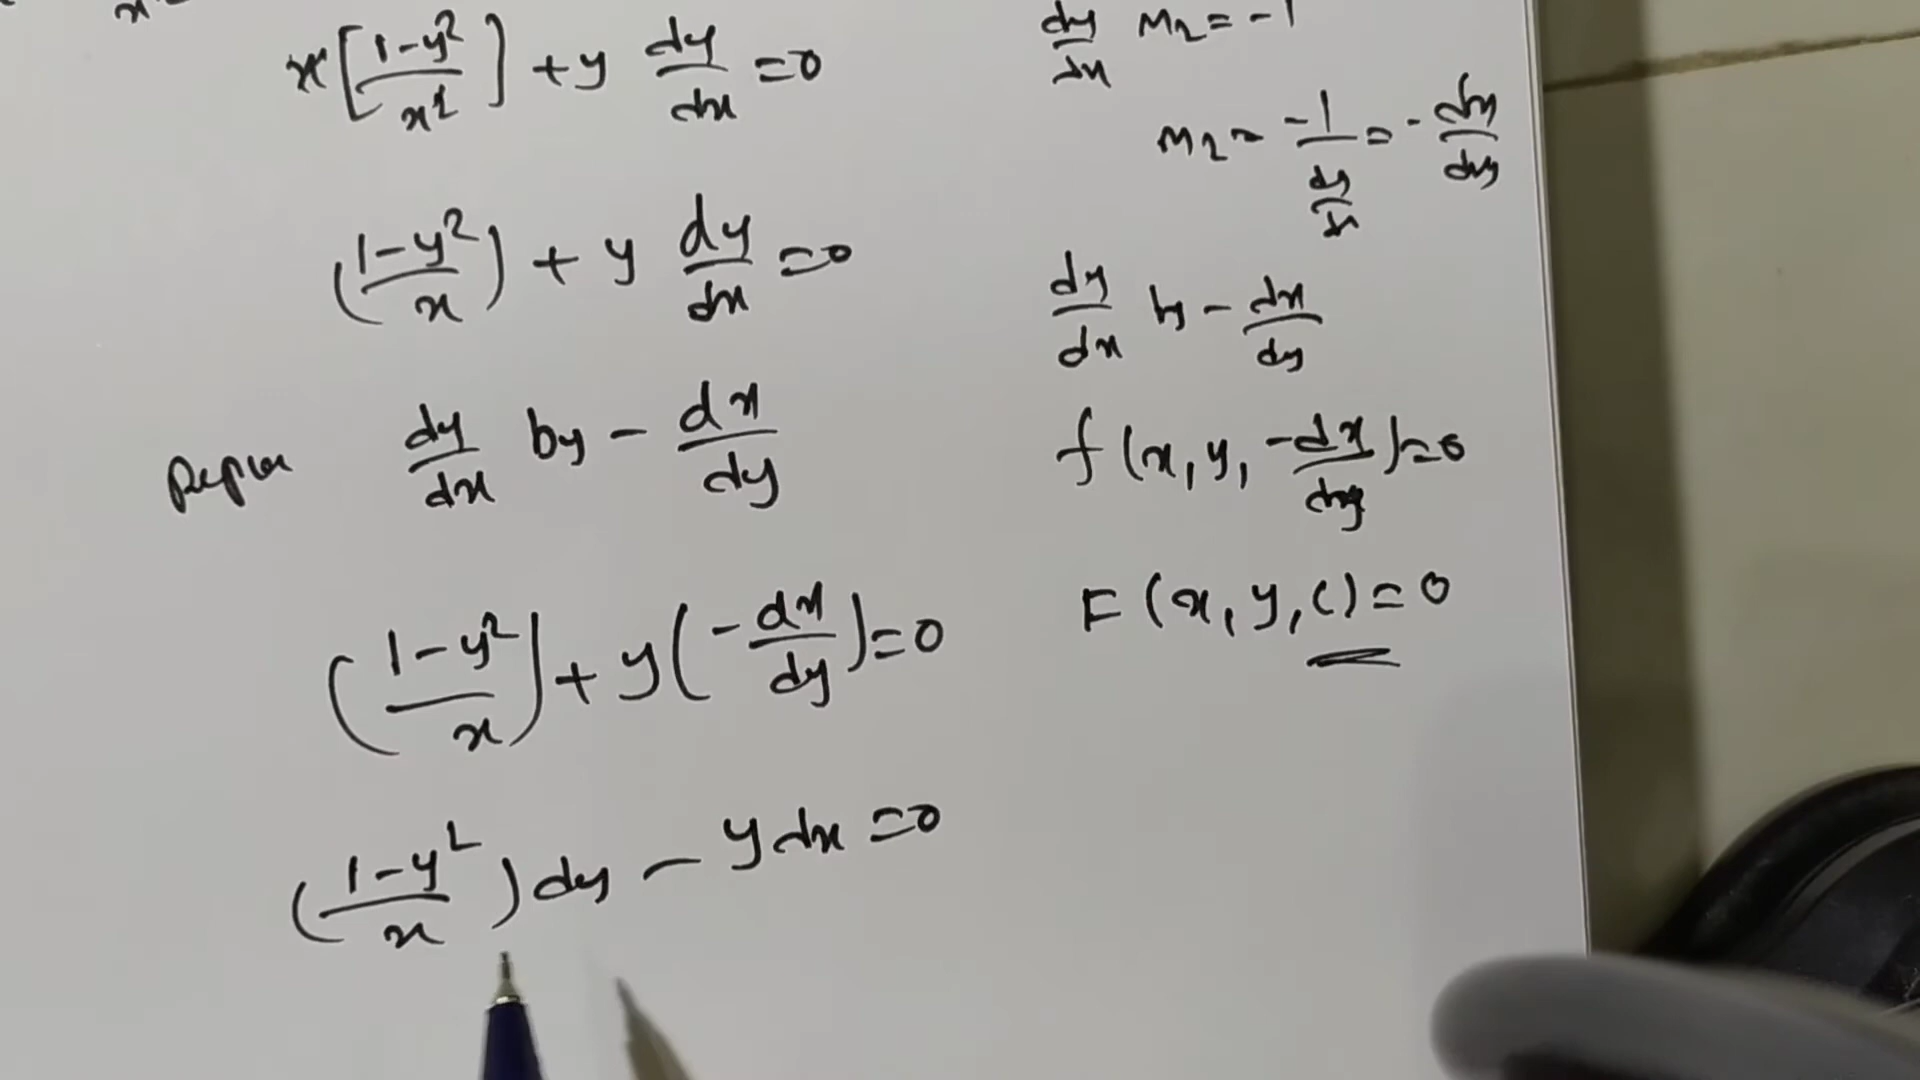 x[(1-y²)/x²] + y dy/dx = 0
((1-y²)/x) + y dy/dx = 0
dy/dx by - dx/dy
((1-y²)/x) + y(-dx/dy) = 0
((1-y²)/x) dy - y dx = 0
dy/dx m₂ = -1
m₂ = -1/(dy/dx) = -dx/dy
dy/dx by - dx/dy
f(x, y, -dx/dy) = 0
F(x, y, c) = 0